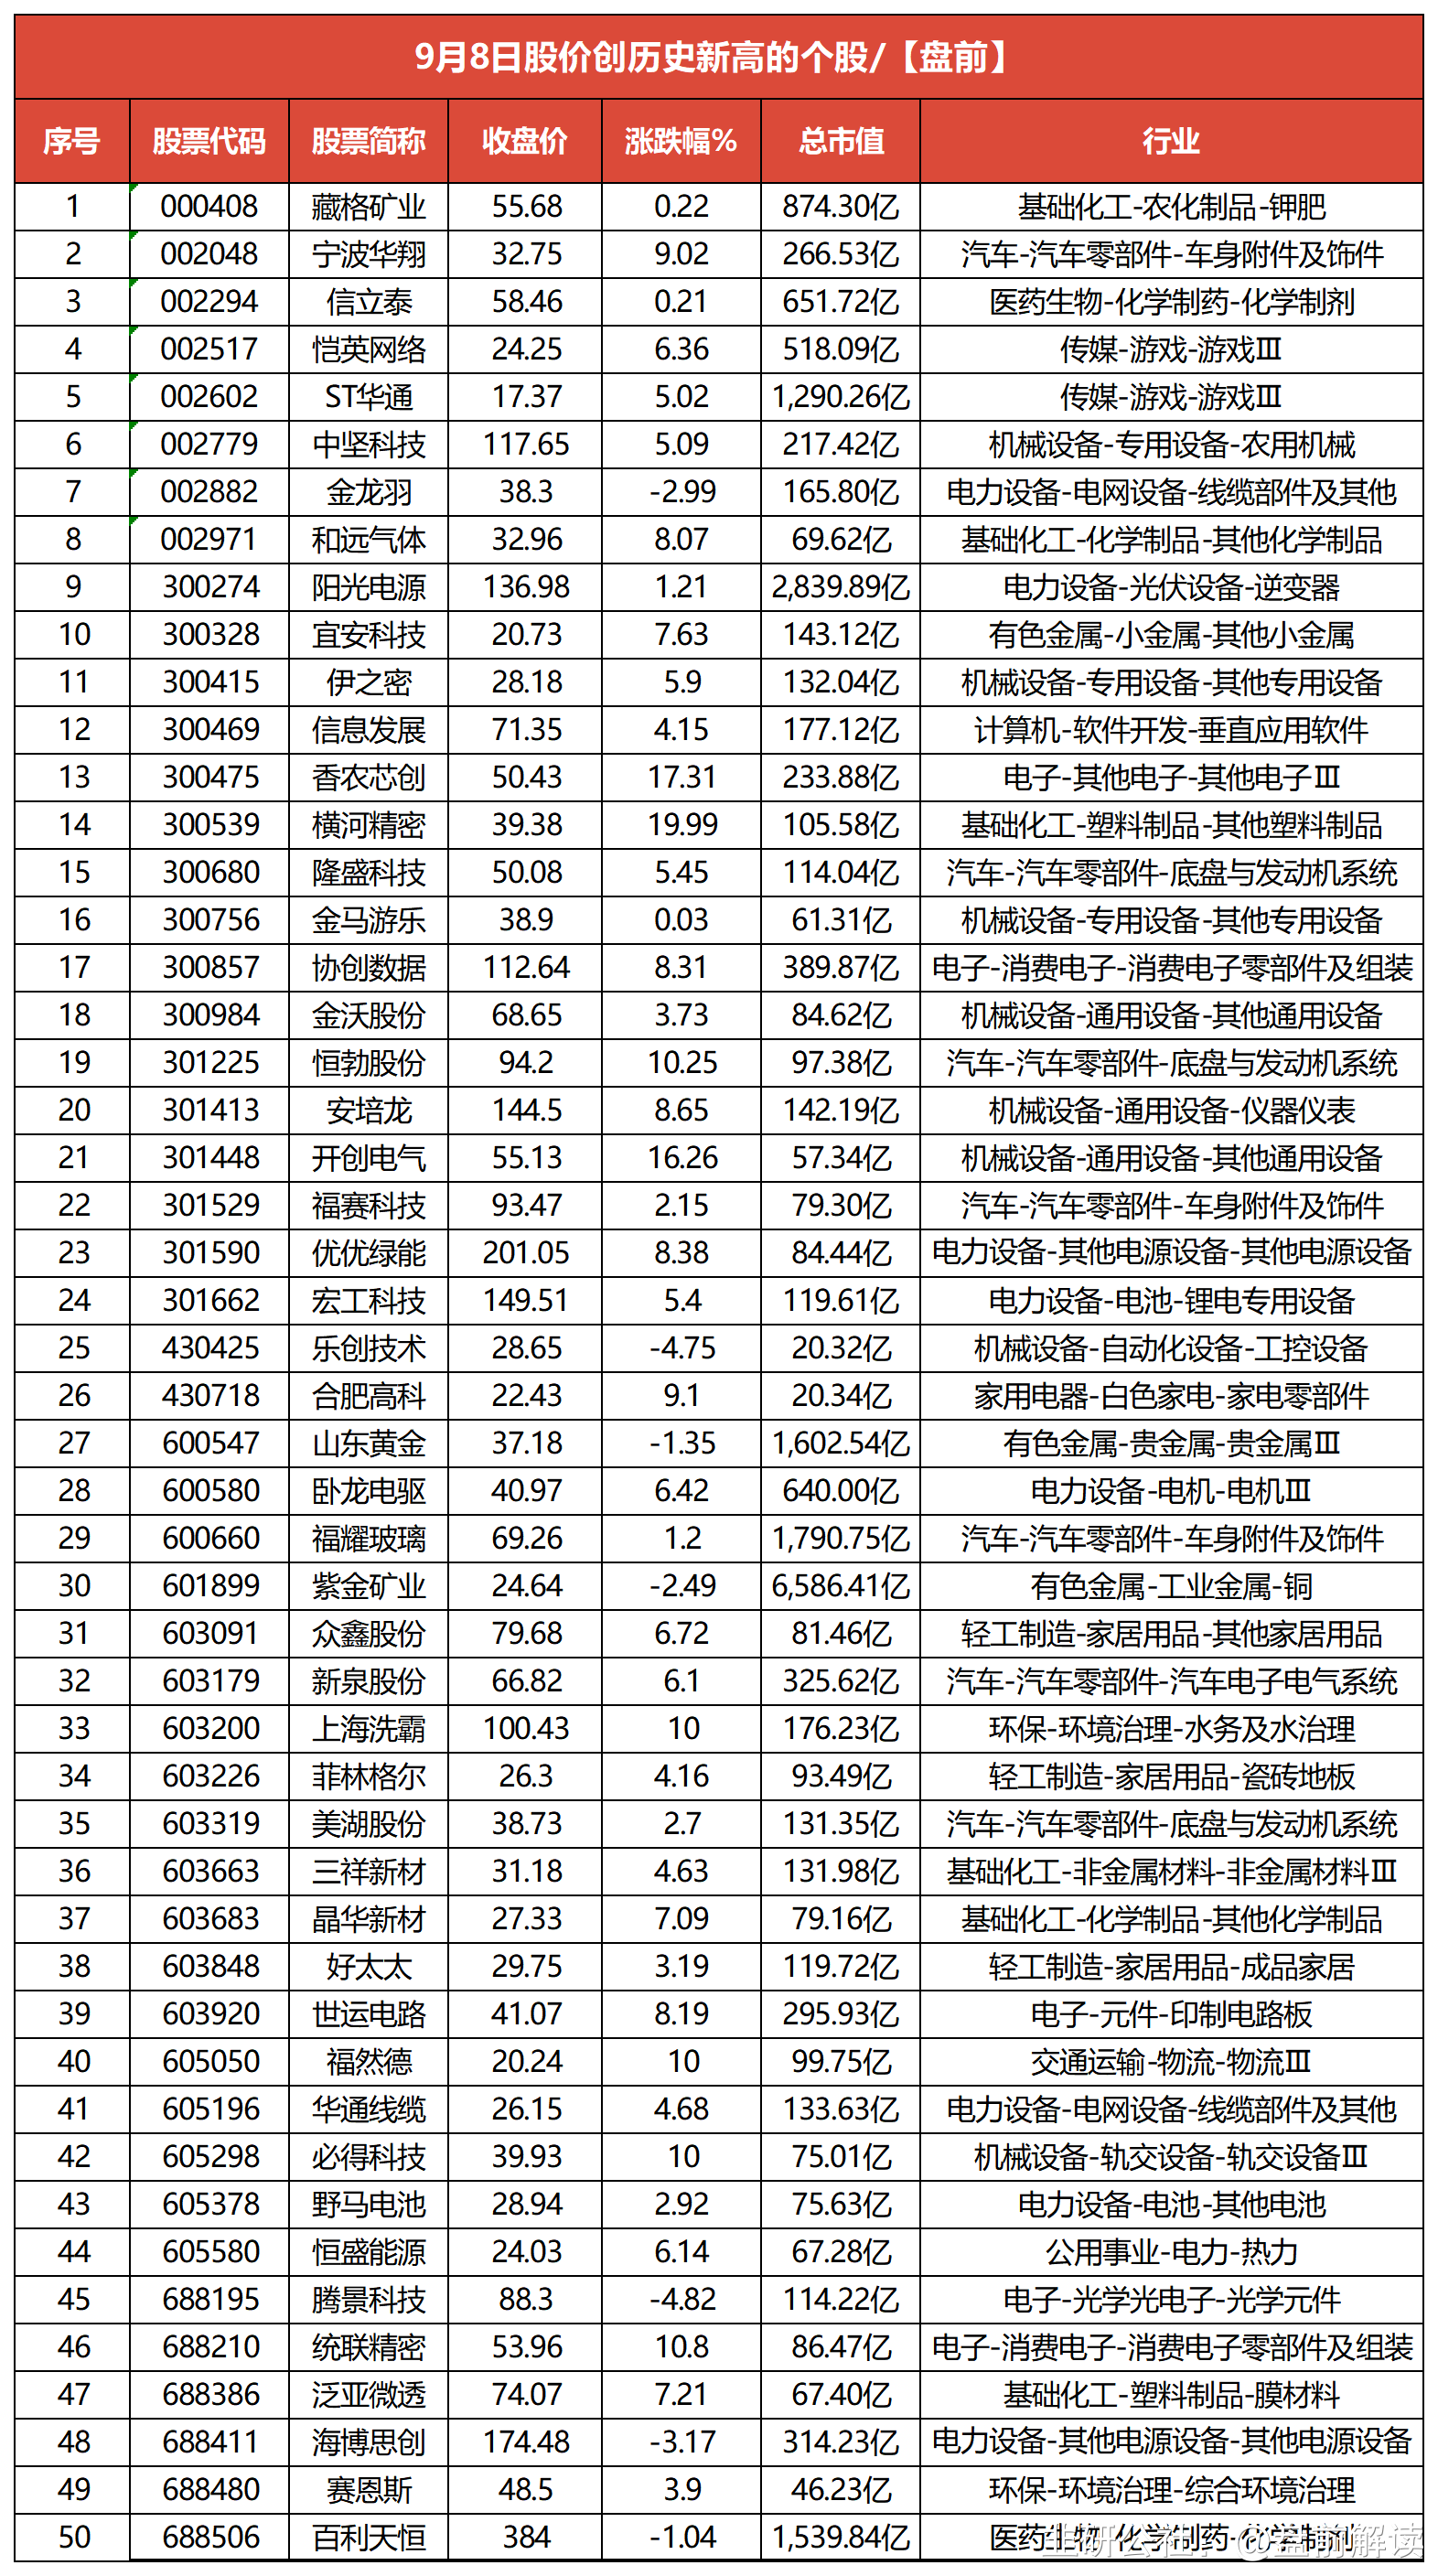 9月8日股价创历史新高的个股/【盘前】
序号 股票代码 股票简称 收盘价 涨跌幅% 总市值 行业
1 000408 藏格矿业 55.68 0.22 874.30亿 基础化工-农化制品-钾肥
2 002048 宁波华翔 32.75 9.02 266.53亿 汽车-汽车零部件-车身附件及饰件
3 002294 信立泰 58.46 0.21 651.72亿 医药生物-化学制药-化学制剂
4 002517 恺英网络 24.25 6.36 518.09亿 传媒-游戏-游戏Ⅲ
5 002602 ST华通 17.37 5.02 1,290.26亿 传媒-游戏-游戏Ⅲ
6 002779 中坚科技 117.65 5.09 217.42亿 机械设备-专用设备-农用机械
7 002882 金龙羽 38.3 -2.99 165.80亿 电力设备-电网设备-线缆部件及其他
8 002971 和远气体 32.96 8.07 69.62亿 基础化工-化学制品-其他化学制品
9 300274 阳光电源 136.98 1.21 2,839.89亿 电力设备-光伏设备-逆变器
10 300328 宜安科技 20.73 7.63 143.12亿 有色金属-小金属-其他小金属
11 300415 伊之密 28.18 5.9 132.04亿 机械设备-专用设备-其他专用设备
12 300469 信息发展 71.35 4.15 177.12亿 计算机-软件开发-垂直应用软件
13 300475 香农芯创 50.43 17.31 233.88亿 电子-其他电子-其他电子Ⅲ
14 300539 横河精密 39.38 19.99 105.58亿 基础化工-塑料制品-其他塑料制品
15 300680 隆盛科技 50.08 5.45 114.04亿 汽车-汽车零部件-底盘与发动机系统
16 300756 金马游乐 38.9 0.03 61.31亿 机械设备-专用设备-其他专用设备
17 300857 协创数据 112.64 8.31 389.87亿 电子-消费电子-消费电子零部件及组装
18 300984 金沃股份 68.65 3.73 84.62亿 机械设备-通用设备-其他通用设备
19 301225 恒勃股份 94.2 10.25 97.38亿 汽车-汽车零部件-底盘与发动机系统
20 301413 安培龙 144.5 8.65 142.19亿 机械设备-通用设备-仪器仪表
21 301448 开创电气 55.13 16.26 57.34亿 机械设备-通用设备-其他通用设备
22 301529 福赛科技 93.47 2.15 79.30亿 汽车-汽车零部件-车身附件及饰件
23 301590 优优绿能 201.05 8.38 84.44亿 电力设备-其他电源设备-其他电源设备
24 301662 宏工科技 149.51 5.4 119.61亿 电力设备-电池-锂电专用设备
25 430425 乐创技术 28.65 -4.75 20.32亿 机械设备-自动化设备-工控设备
26 430718 合肥高科 22.43 9.1 20.34亿 家用电器-白色家电-家电零部件
27 600547 山东黄金 37.18 -1.35 1,602.54亿 有色金属-贵金属-贵金属Ⅲ
28 600580 卧龙电驱 40.97 6.42 640.00亿 电力设备-电机-电机Ⅲ
29 600660 福耀玻璃 69.26 1.2 1,790.75亿 汽车-汽车零部件-车身附件及饰件
30 601899 紫金矿业 24.64 -2.49 6,586.41亿 有色金属-工业金属-铜
31 603091 众鑫股份 79.68 6.72 81.46亿 轻工制造-家居用品-其他家居用品
32 603179 新泉股份 66.82 6.1 325.62亿 汽车-汽车零部件-汽车电子电气系统
33 603200 上海洗霸 100.43 10 176.23亿 环保-环境治理-水务及水治理
34 603226 菲林格尔 26.3 4.16 93.49亿 轻工制造-家居用品-瓷砖地板
35 603319 美湖股份 38.73 2.7 131.35亿 汽车-汽车零部件-底盘与发动机系统
36 603663 三祥新材 31.18 4.63 131.98亿 基础化工-非金属材料-非金属材料Ⅲ
37 603683 晶华新材 27.33 7.09 79.16亿 基础化工-化学制品-其他化学制品
38 603848 好太太 29.75 3.19 119.72亿 轻工制造-家居用品-成品家居
39 603920 世运电路 41.07 8.19 295.93亿 电子-元件-印制电路板
40 605050 福然德 20.24 10 99.75亿 交通运输-物流-物流Ⅲ
41 605196 华通线缆 26.15 4.68 133.63亿 电力设备-电网设备-线缆部件及其他
42 605298 必得科技 39.93 10 75.01亿 机械设备-轨交设备-轨交设备Ⅲ
43 605378 野马电池 28.94 2.92 75.63亿 电力设备-电池-其他电池
44 605580 恒盛能源 24.03 6.14 67.28亿 公用事业-电力-热力
45 688195 腾景科技 88.3 -4.82 114.22亿 电子-光学光电子-光学元件
46 688210 统联精密 53.96 10.8 86.47亿 电子-消费电子-消费电子零部件及组装
47 688386 泛亚微透 74.07 7.21 67.40亿 基础化工-塑料制品-膜材料
48 688411 海博思创 174.48 -3.17 314.23亿 电力设备-其他电源设备-其他电源设备
49 688480 赛恩斯 48.5 3.9 46.23亿 环保-环境治理-综合环境治理
50 688506 百利天恒 384 -1.04 1,539.84亿 医药生物-化学制药-化学制剂
韭研公社，@盘前解读